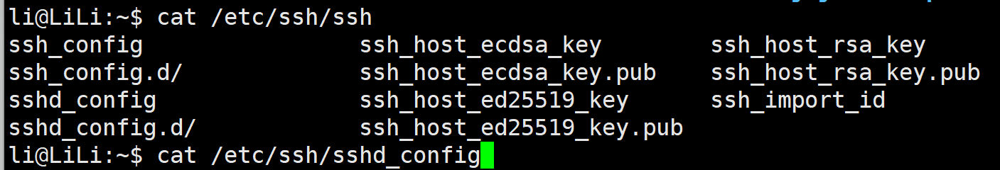 li@LiLi:~$ cat /etc/ssh/ssh
ssh_config ssh_host_ecdsa_key ssh_host_rsa_key
ssh_config.d/ ssh_host_ecdsa_key.pub ssh_host_rsa_key.pub
sshd_config ssh_host_ed25519_key ssh_import_id
sshd_config.d/ ssh_host_ed25519_key.pub
li@LiLi:~$ cat /etc/ssh/sshd_config